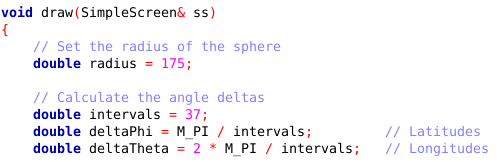 void draw(SimpleScreen& ss)
{
    // Set the radius of the sphere
    double radius = 175;

    // Calculate the angle deltas
    double intervals = 37;
    double deltaPhi = M_PI / intervals;         // Latitudes
    double deltaTheta = 2 * M_PI / intervals;   // Longitudes